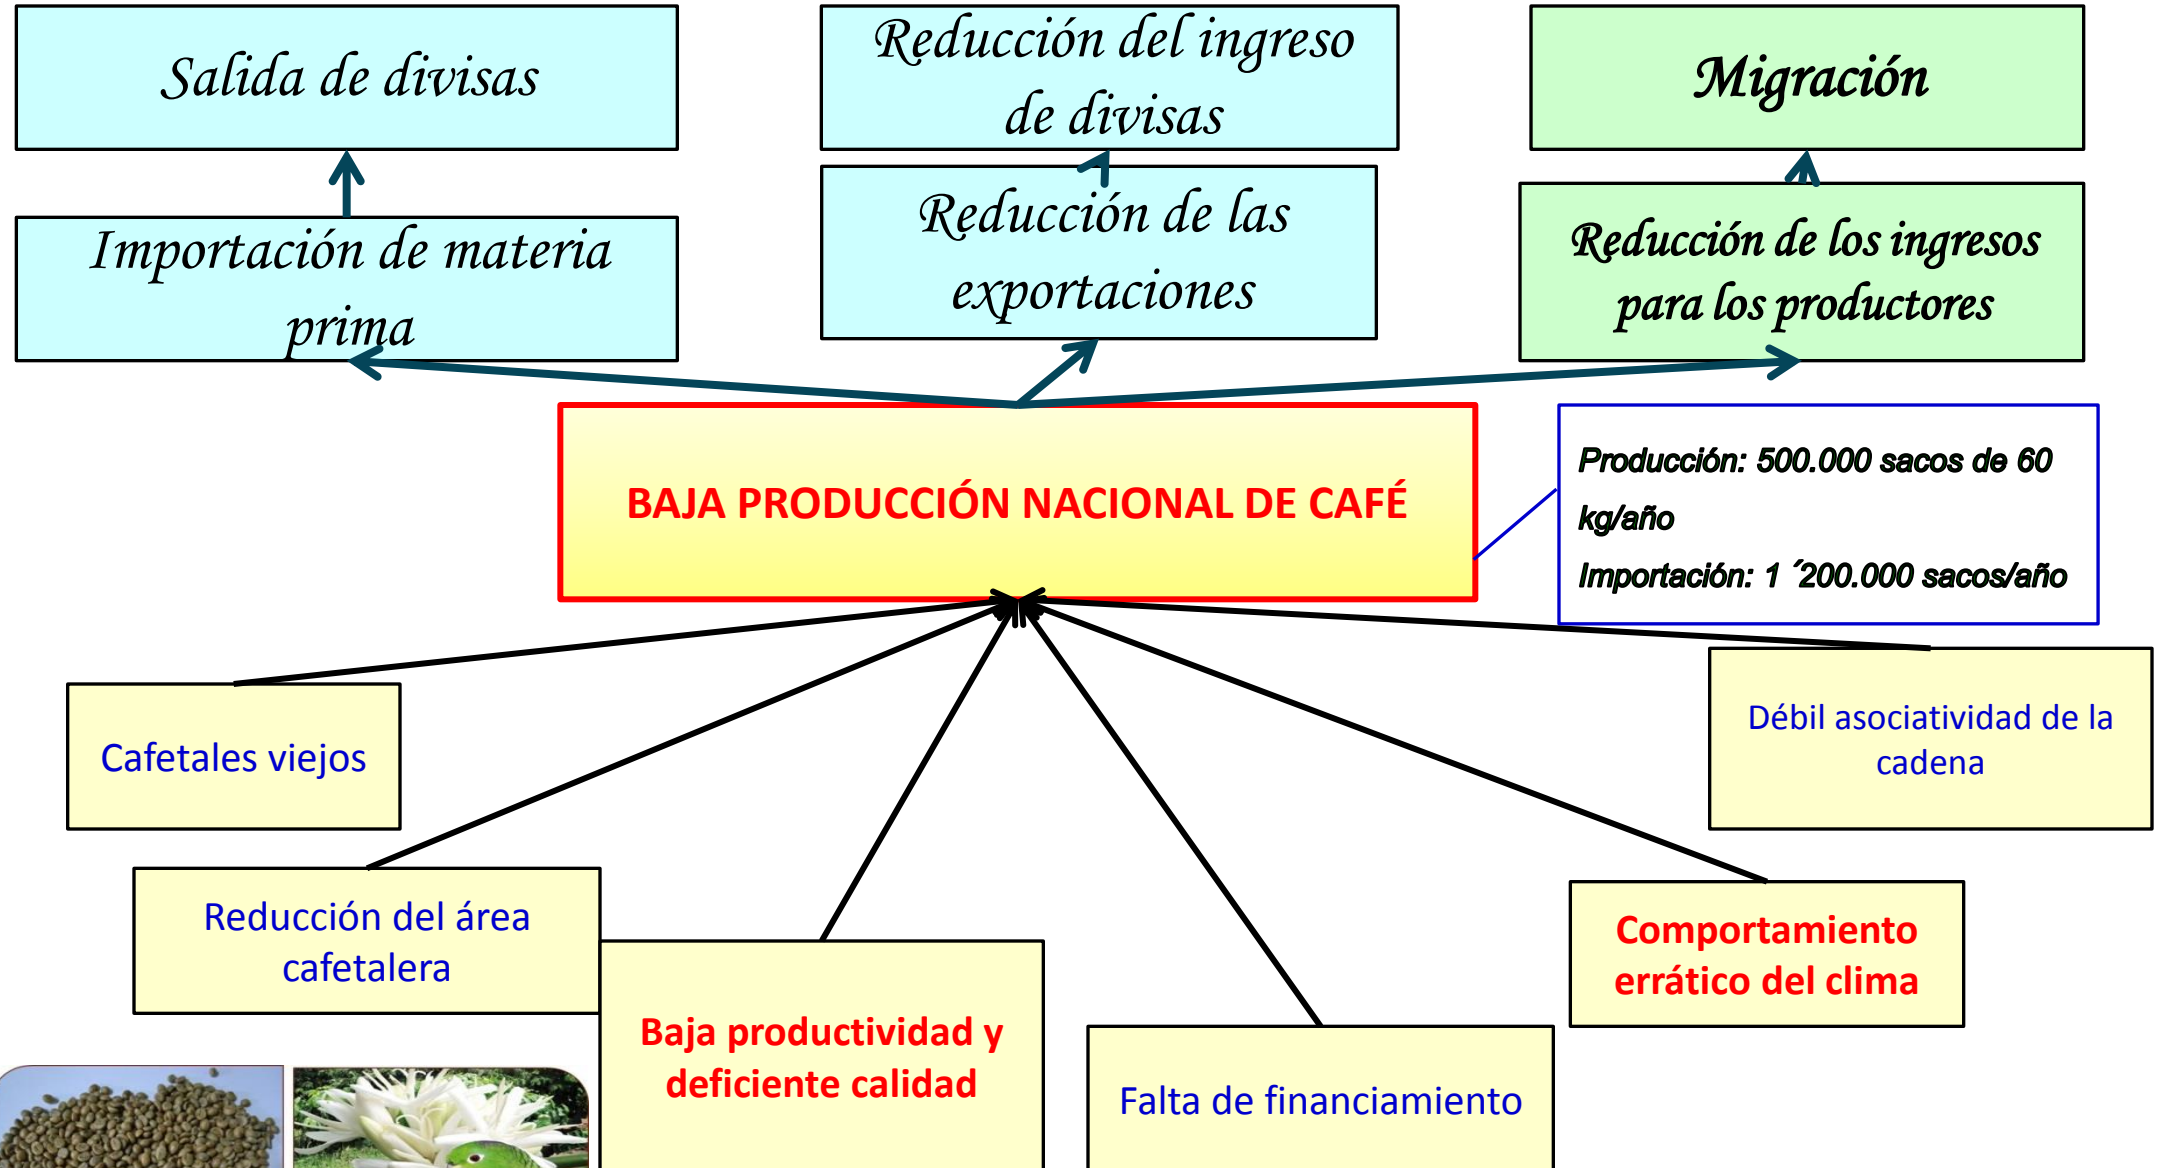 Salida de divisas
Reducción del ingreso
de divisas
Migración
Importación de materia
prima
Reducción de las
exportaciones
Reducción de los ingresos
para los productores
BAJA PRODUCCIÓN NACIONAL DE CAFÉ
Producción: 500.000 sacos de 60
kg/año
Importación: 1 ´200.000 sacos/año
Cafetales viejos
Débil asociatividad de la
cadena
Reducción del área
cafetalera
Comportamiento
errático del clima
Baja productividad y
deficiente calidad
Falta de financiamiento